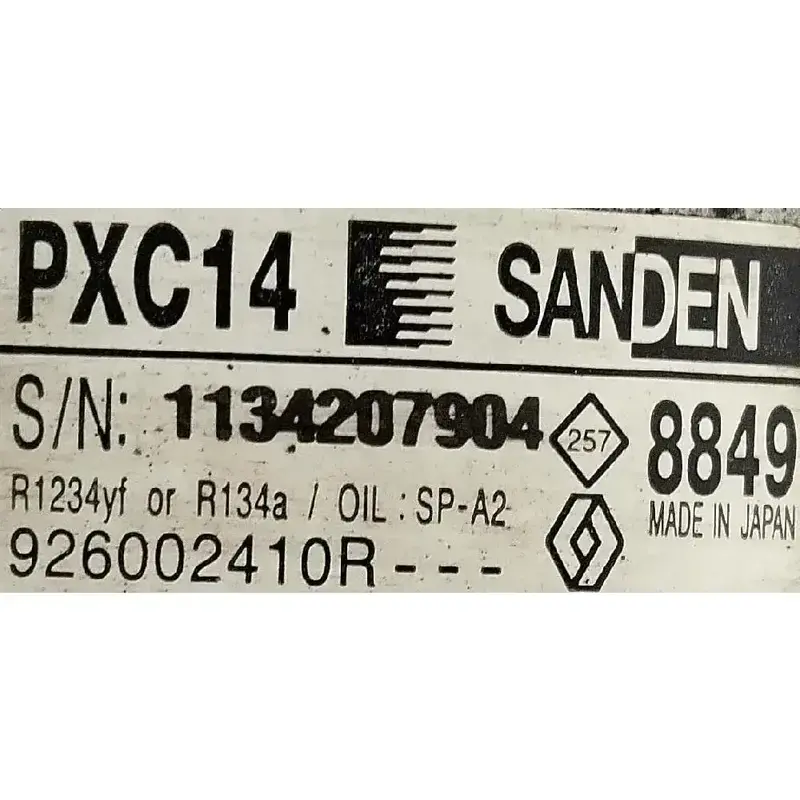 PXC14 SANDEN
S/N: 1134207904 257 8849
R1234yf or R134a / OIL : SP-A2 MADE IN JAPAN
926002410R---